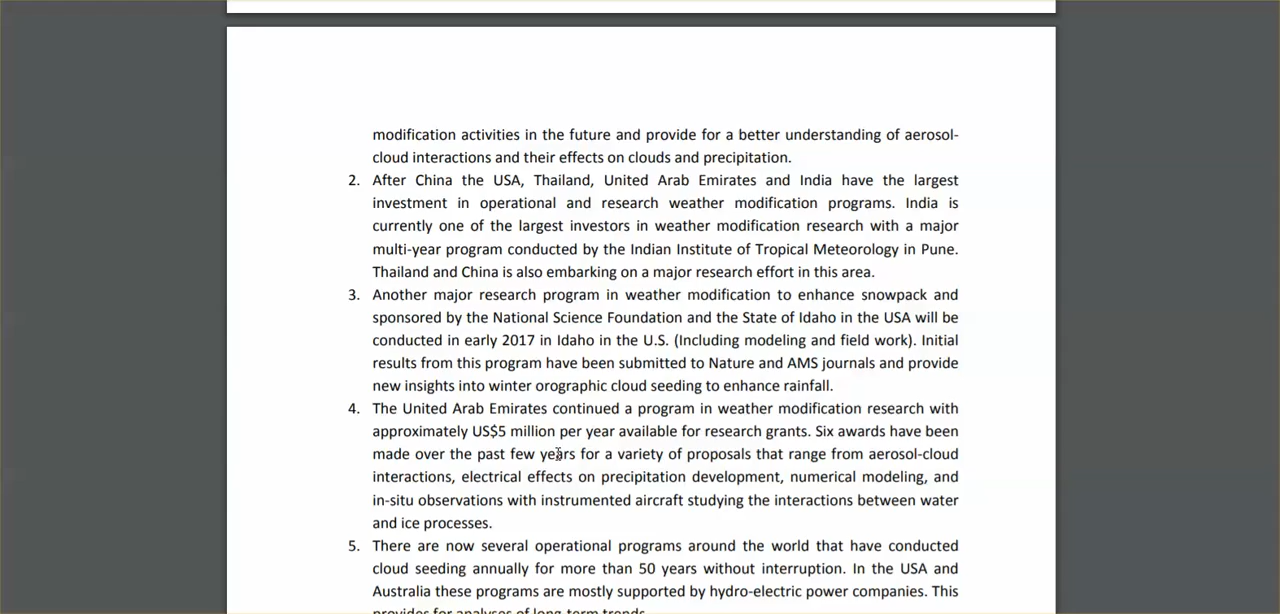 modification activities in the future and provide for a better understanding of aerosol-
cloud interactions and their effects on clouds and precipitation.
2. After China the USA, Thailand, United Arab Emirates and India have the largest
investment in operational and research weather modification programs. India is
currently one of the largest investors in weather modification research with a major
multi-year program conducted by the Indian Institute of Tropical Meteorology in Pune.
Thailand and China is also embarking on a major research effort in this area.
3. Another major research program in weather modification to enhance snowpack and
sponsored by the National Science Foundation and the State of Idaho in the USA will be
conducted in early 2017 in Idaho in the U.S. (Including modeling and field work). Initial
results from this program have been submitted to Nature and AMS journals and provide
new insights into winter orographic cloud seeding to enhance rainfall.
4. The United Arab Emirates continued a program in weather modification research with
approximately US$5 million per year available for research grants. Six awards have been
made over the past few years for a variety of proposals that range from aerosol-cloud
interactions, electrical effects on precipitation development, numerical modeling, and
in-situ observations with instrumented aircraft studying the interactions between water
and ice processes.
5. There are now several operational programs around the world that have conducted
cloud seeding annually for more than 50 years without interruption. In the USA and
Australia these programs are mostly supported by hydro-electric power companies. This
provides for analyses of long-term trends